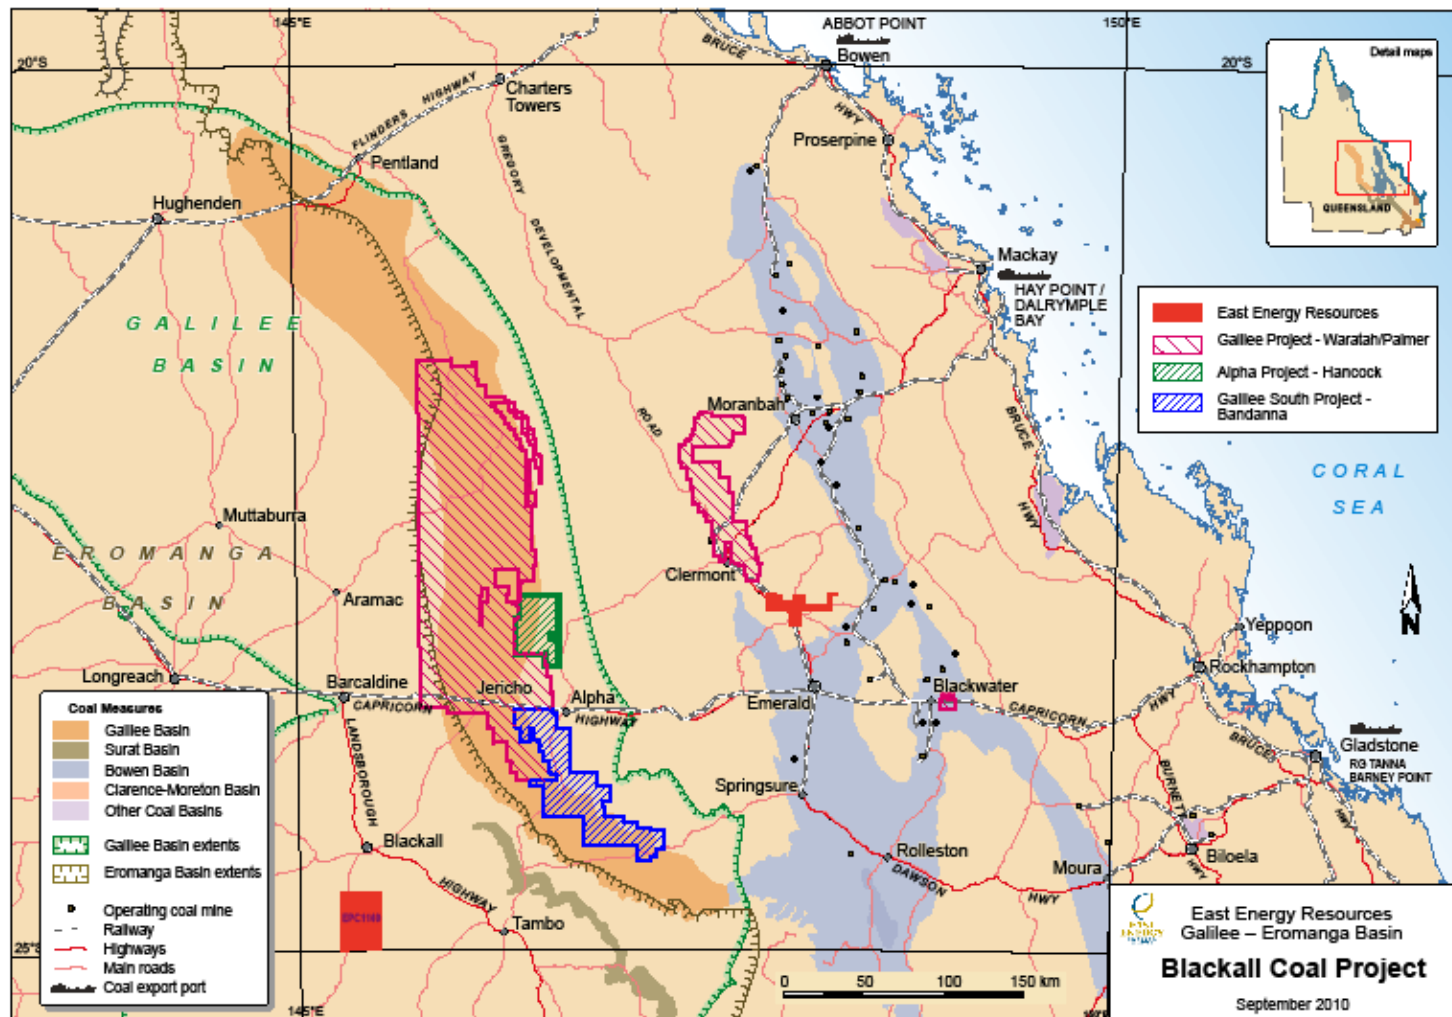 145°E
150°E
ABBOT POINT
Bowen
BRUCE
HWY
20°S
20°S
Detail maps
QUEENSLAND
Charters
Towers
FLINDERS HIGHWAY
Pentland
Hughenden
GREGORY DEVELOPMENTAL ROAD
Proserpine
Mackay
HAY POINT /
DALRYMPLE
BAY
GALILEE
BASIN
East Energy Resources
Galilee Project - Waratah/Palmer
Alpha Project - Hancock
Galilee South Project -
Bandanna
Moranbah
BRUCE
HWY
CORAL
SEA
Muttaburra
EROMANGA
BASIN
Aramac
Clermont
N
Yeppoon
Rockhampton
Longreach
Barcaldine
Jericho
Alpha
CAPRICORN
HIGHWAY
Emerald
Blackwater
CAPRICORN
HWY
BRUCE
Gladstone
RG TANNA
BARNEY POINT
LANDSBOROUGH
HIGHWAY
Springsure
BURNETT
HWY
HWY
Blackall
Rolleston
DAWSON
HWY
Moura
Biloela
EPC1149
Tambo
25°S
145°E
Coal Measures
Galilee Basin
Surat Basin
Bowen Basin
Clarence-Moreton Basin
Other Coal Basins
Galilee Basin extents
Eromanga Basin extents
Operating coal mine
Railway
Highways
Main roads
Coal export port
0 50 100 150 km
EAST
ENERGY
East Energy Resources
Galilee – Eromanga Basin
Blackall Coal Project
September 2010